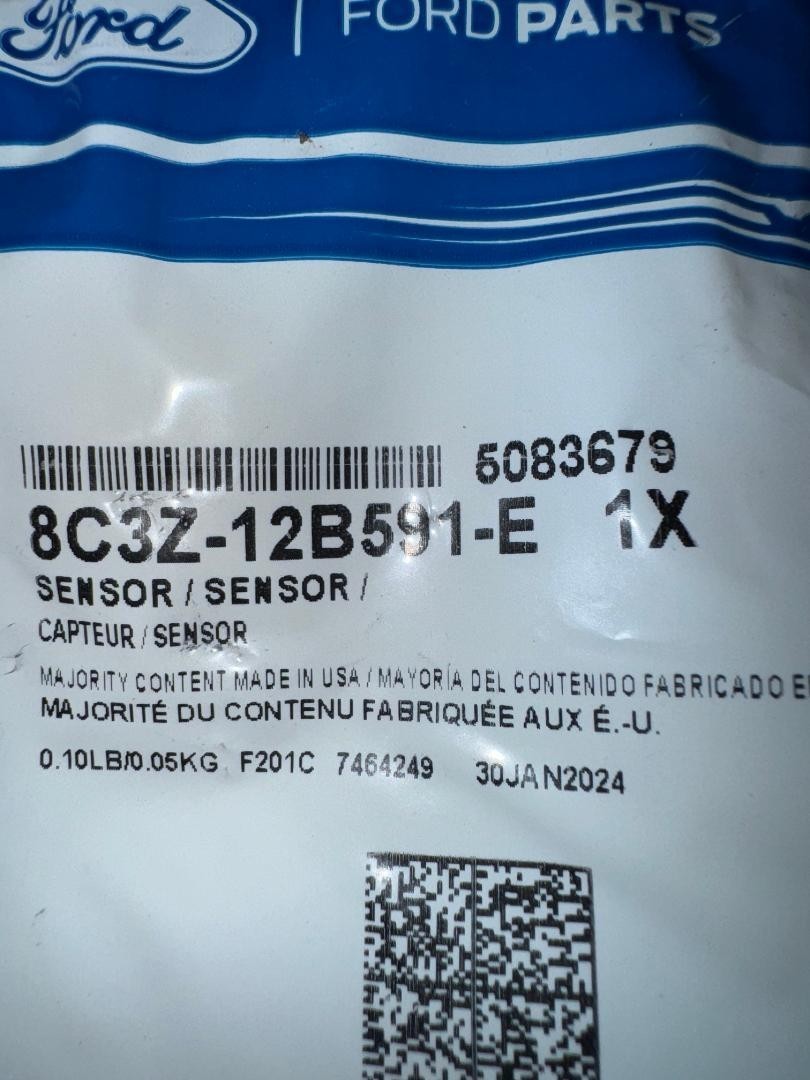 Ford
FORD PARTS
5083679
8C3Z-12B591-E 1X
SENSOR / SENSOR /
CAPTEUR / SENSOR
MAJORITY CONTENT MADE IN USA / MAYORÍA DEL CONTENIDO FABRICADO
MAJORITÉ DU CONTENU FABRIQUÉE AUX É.-U.
0.10LB/0.05KG F201C 7464249 30JAN2024